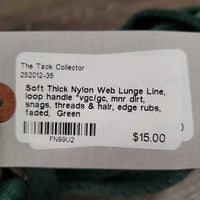 The Tack Collector
252012-35
Soft Thick Nylon Web Lunge Line,
loop handle *vgc/gc, mnr dirt,
snags, threads & hair, edge rubs,
faded, Green
$15.00
FN99U2